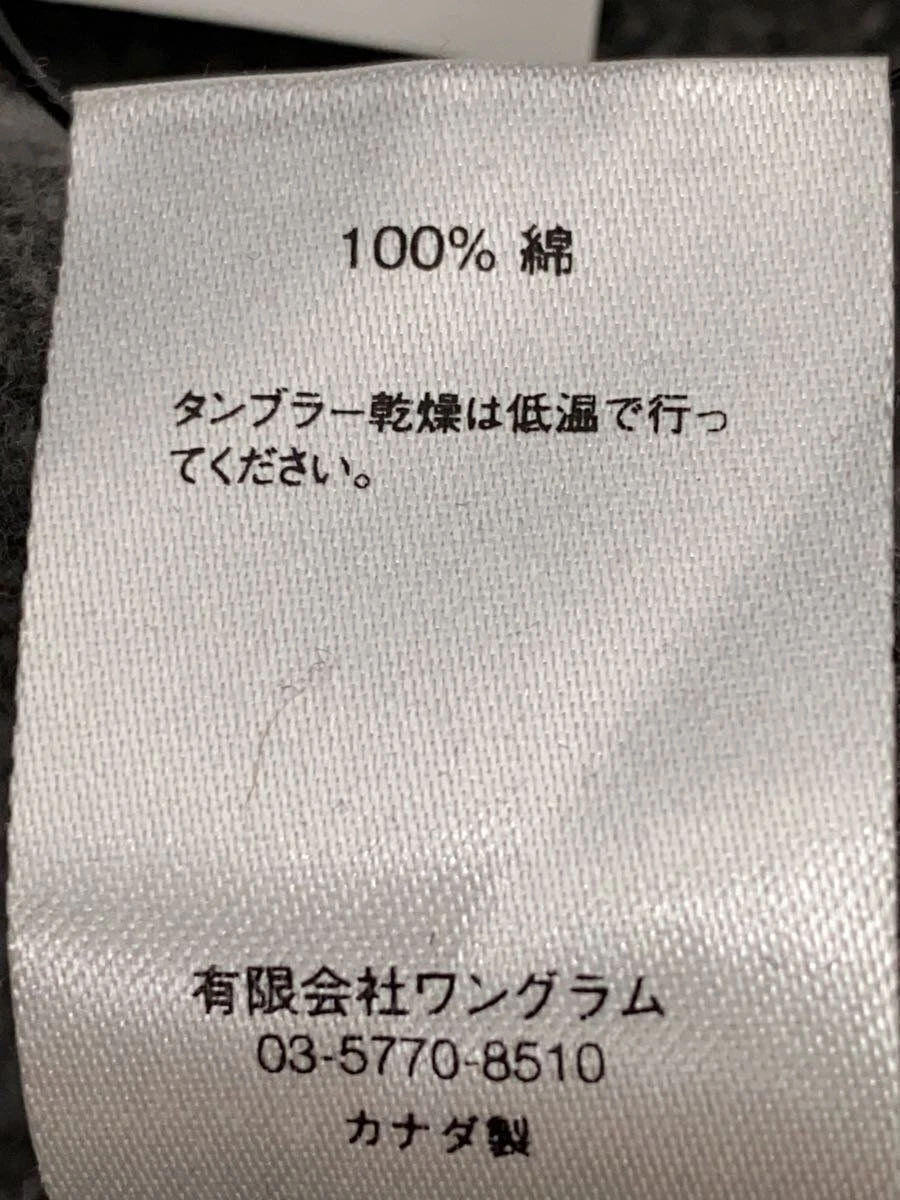 100% 綿
タンブラー乾燥は低温で行っ
てください。
有限会社ワングラム
03-5770-8510
カナダ製